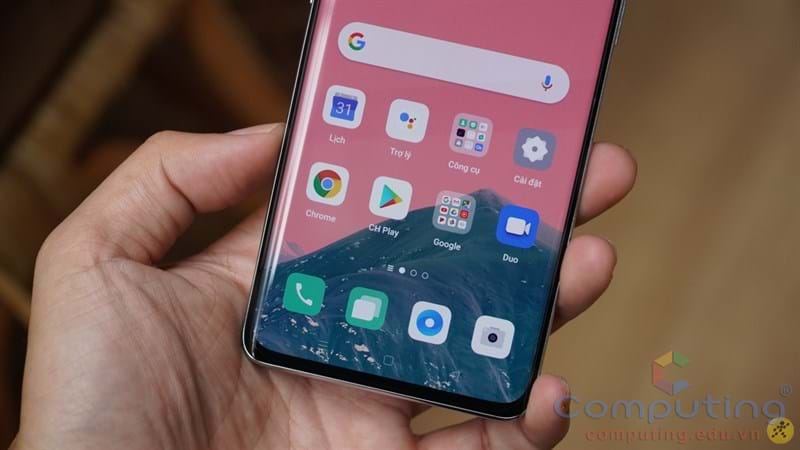 G
31
Lịch
Trợ lý
Công cụ
Cài đặt
Chrome
CH Play
Google
Duo
Computing®
computing.edu.vn